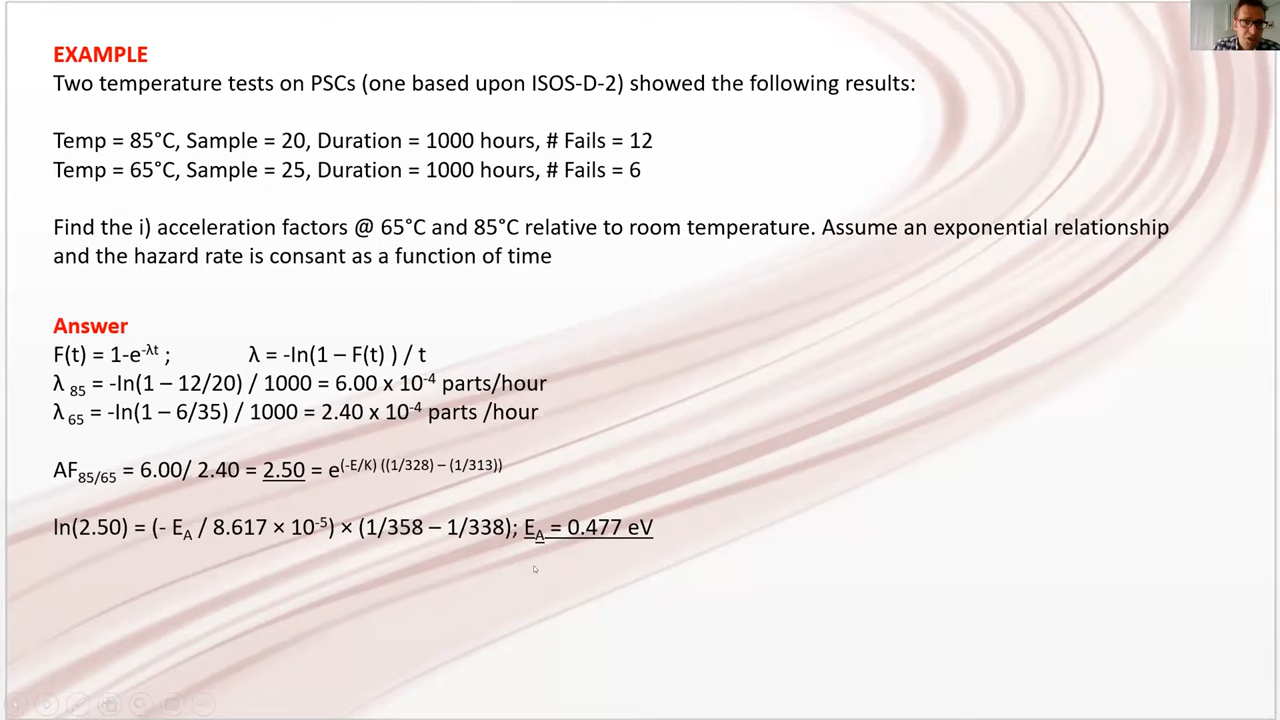 EXAMPLE
Two temperature tests on PSCs (one based upon ISOS-D-2) showed the following results:
Temp = 85°C, Sample = 20, Duration = 1000 hours, # Fails = 12
Temp = 65°C, Sample = 25, Duration = 1000 hours, # Fails = 6
Find the i) acceleration factors @ 65°C and 85°C relative to room temperature. Assume an exponential relationship
and the hazard rate is consant as a function of time
Answer
F(t) = 1-e^-λt ; λ = -ln(1 – F(t) ) / t
λ 85 = -ln(1 – 12/20) / 1000 = 6.00 x 10^-4 parts/hour
λ 65 = -ln(1 – 6/35) / 1000 = 2.40 x 10^-4 parts /hour
AF85/65 = 6.00/ 2.40 = 2.50 = e^(-E/K) ((1/328) – (1/313))
ln(2.50) = (- EA / 8.617 × 10^-5) × (1/358 – 1/338); EA = 0.477 eV